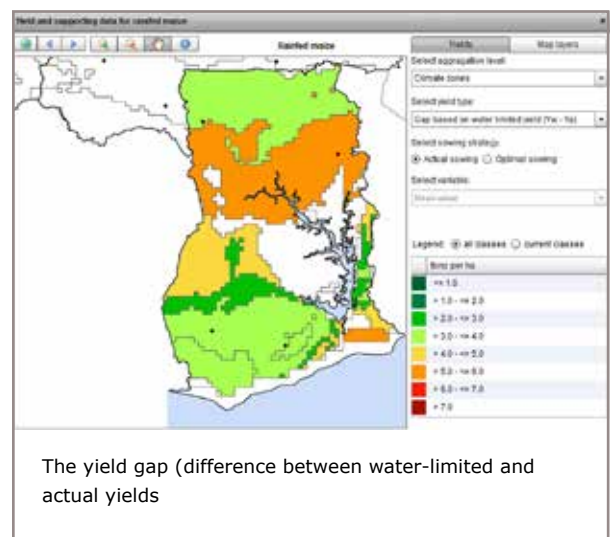 Yield and supporting data for rainfed maize
Rainfed maize
Yields
Map layers
Select aggregation level:
Climate zones
Select yield type:
Gap based on water limited yield (Yw - Ya)
Select sowing strategy:
Actual sowing
Optimal sowing
Select variable:
Legend:
all classes
current classes
tons per ha
<= 1.0
> 1.0 - <= 2.0
> 2.0 - <= 3.0
> 3.0 - <= 4.0
> 4.0 - <= 5.0
> 5.0 - <= 6.0
> 6.0 - <= 7.0
> 7.0
The yield gap (difference between water-limited and
actual yields